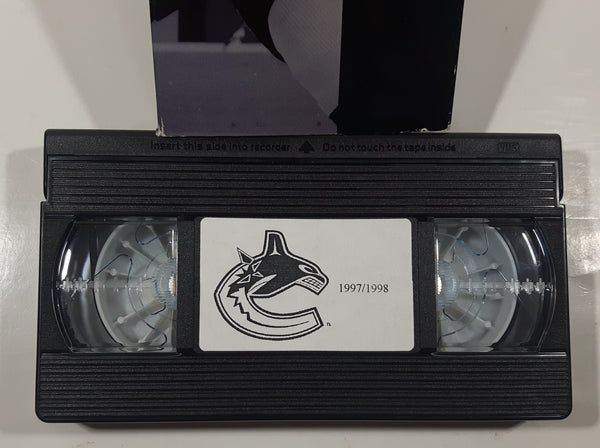 Insert this side into recorder Do not touch the tape inside VHS
1997/1998
TM